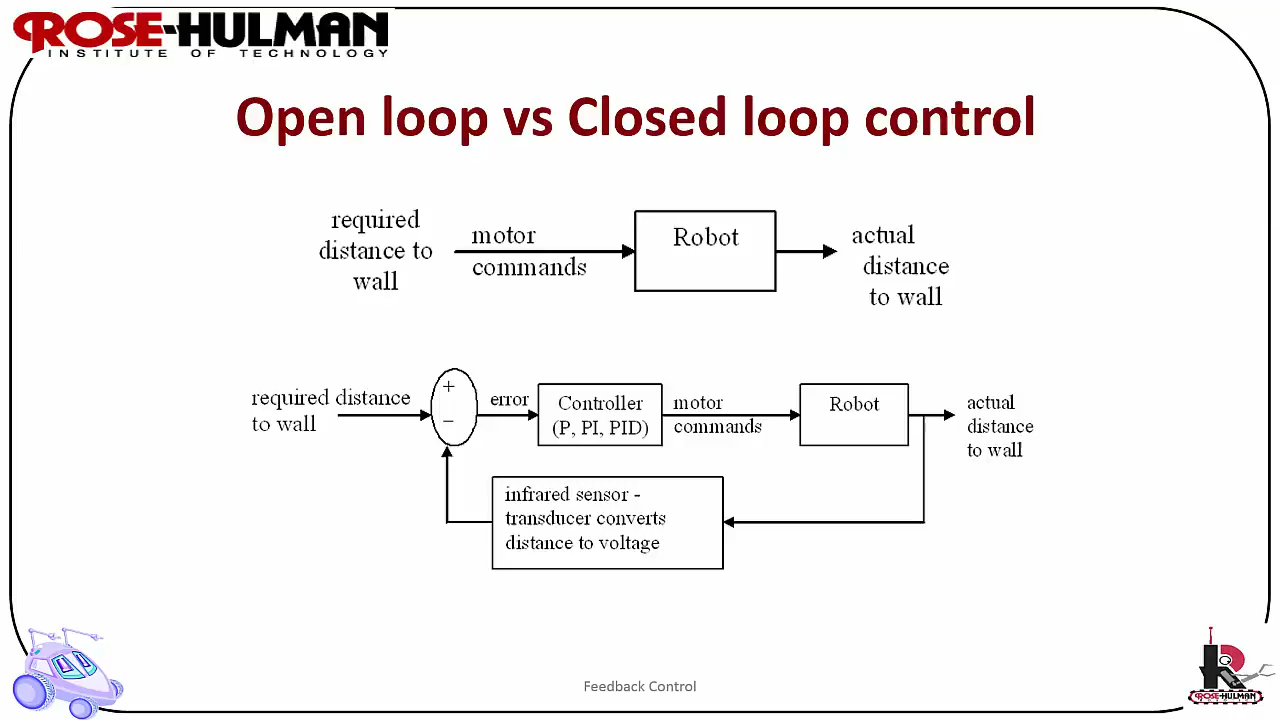 ROSE-HULMAN
INSTITUTE OF TECHNOLOGY
Open loop vs Closed loop control
required
distance to
wall
motor
commands
Robot
actual
distance
to wall
required distance
to wall
+
−
error
Controller
(P, PI, PID)
motor
commands
Robot
actual
distance
to wall
infrared sensor -
transducer converts
distance to voltage
Feedback Control
R
ROSE-HULMAN